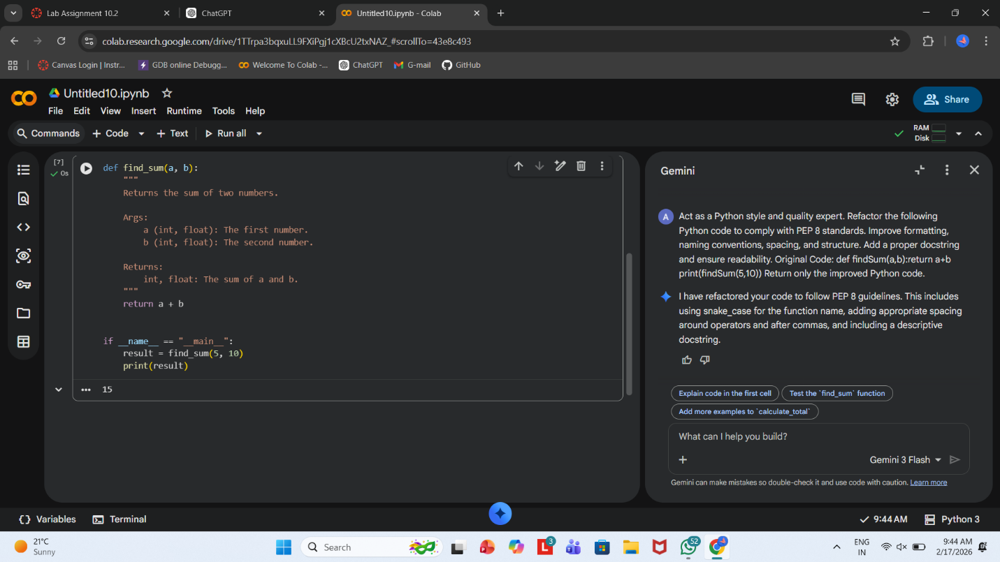 Lab Assignment 10.2
ChatGPT
Untitled10.ipynb - Colab
colab.research.google.com/drive/1TTrpa3bqxuLL9FXiPgj1cXBcU2txNAZ_#scrollTo=43e8c493
Canvas Login | Instr...
GDB online Debugg...
Welcome To Colab -...
ChatGPT
G-mail
GitHub
Untitled10.ipynb
File Edit View Insert Runtime Tools Help
Share
Commands + Code + Text Run all
RAM
Disk
[7]
0s
def find_sum(a, b):
"""
Returns the sum of two numbers.
Args:
a (int, float): The first number.
b (int, float): The second number.
Returns:
int, float: The sum of a and b.
"""
return a + b
if __name__ == "__main__":
result = find_sum(5, 10)
print(result)
15
Gemini
A
Act as a Python style and quality expert. Refactor the following
Python code to comply with PEP 8 standards. Improve formatting,
naming conventions, spacing, and structure. Add a proper docstring
and ensure readability. Original Code: def findSum(a,b):return a+b
print(findSum(5,10)) Return only the improved Python code.
I have refactored your code to follow PEP 8 guidelines. This includes
using snake_case for the function name, adding appropriate spacing
around operators and after commas, and including a descriptive
docstring.
Explain code in the first cell
Test the `find_sum` function
Add more examples to `calculate_total`
What can I help you build?
Gemini 3 Flash
Gemini can make mistakes so double-check it and use code with caution. Learn more
Variables
Terminal
9:44 AM
Python 3
21°C
Sunny
Search
3
52
ENG
IN
9:44 AM
2/17/2026